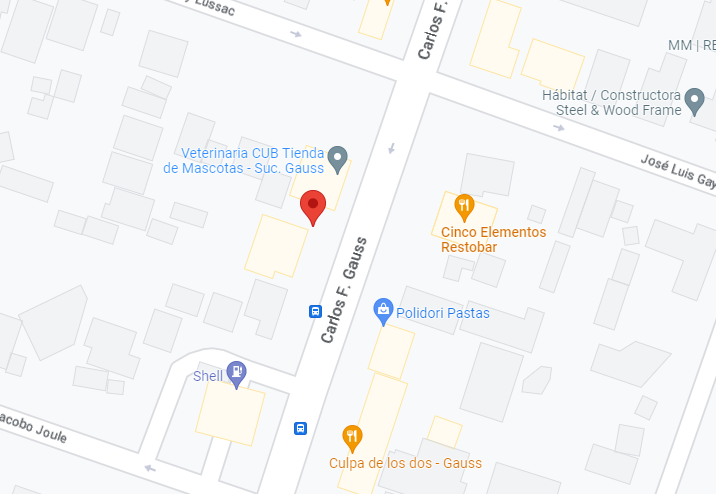 Lussac
Carlos F.
MM | RE
Hábitat / Constructora
Steel & Wood Frame
José Luis Gay
Veterinaria CUB Tienda
de Mascotas - Suc. Gauss
Cinco Elementos
Restobar
Carlos F. Gauss
Polidori Pastas
Shell
acobo Joule
Culpa de los dos - Gauss